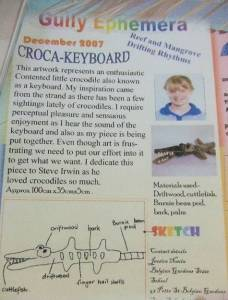 Gully Ephemera
December 2007
Reef and Mangrove
Drifting Rhythms
CROCA-KEYBOARD
This artwork represents an enthusiastic
Contented little crocodile also known
as a keyboard. My inspiration came
from the strand as there has been a few
sightings lately of crocodiles. I require
perceptual pleasure and sensuous
enjoyment as I hear the sound of the
keyboard and also as my piece is being
put together. Even though art is frus-
trating we need to put our effort into it
to get what we want. I dedicate this
piece to Steve Irwin as he
loved crocodiles so much.
Approx 100cm x 35cmx5cm.
Materials used-
Driftwood, cuttlefish,
Burnie bean pod,
bark, palm
SKETCH
Driftwood
bark
Burnie bean
pod
driftwood
finger nail shells
cuttlefish.
Contact details
Jessica
Belgian Gardens State
School
Potts St Belgian Gardens